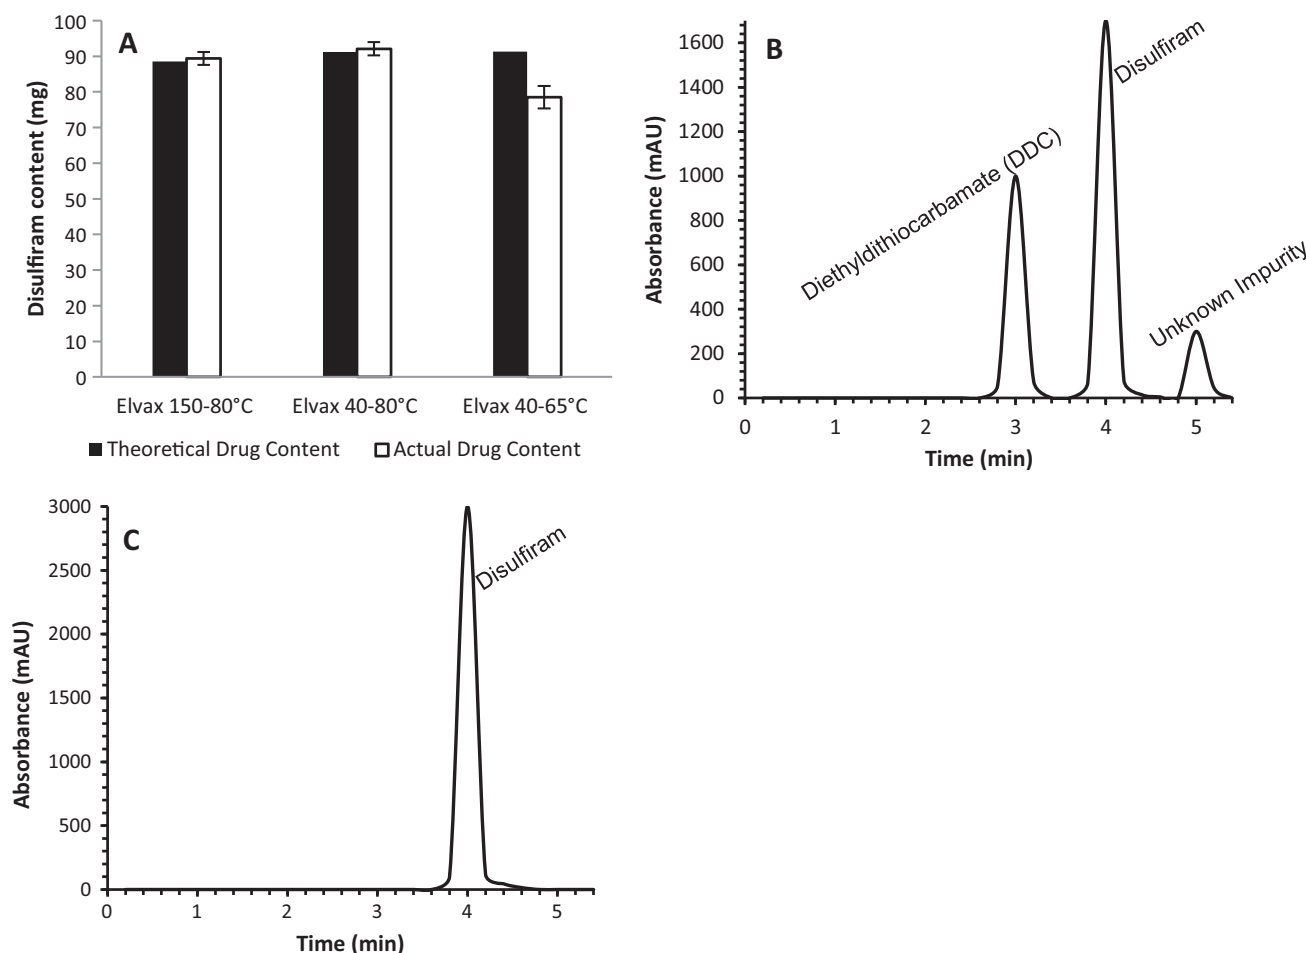 A
Disulfiram content (mg)
100
90
80
70
60
50
40
30
20
10
0
Elvax 150-80°C Elvax 40-80°C Elvax 40-65°C
Theoretical Drug Content Actual Drug Content
B
Absorbance (mAU)
1600
1400
1200
1000
800
600
400
200
0
Diethyldithiocarbamate (DDC)
Disulfiram
Unknown Impurity
0 1 2 3 4 5
Time (min)
C
Absorbance (mAU)
3000
2500
2000
1500
1000
500
0
Disulfiram
0 1 2 3 4 5
Time (min)